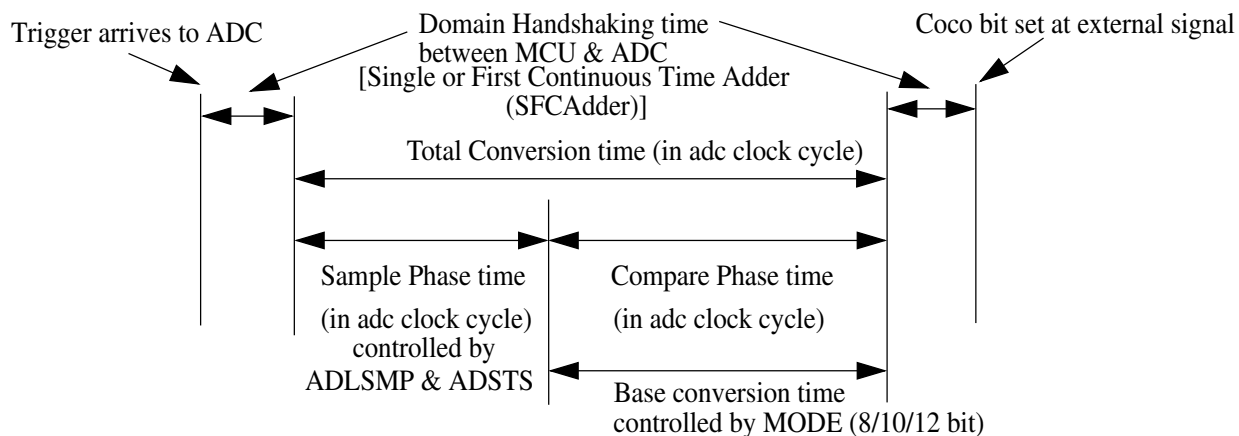 Trigger arrives to ADC
Domain Handshaking time
between MCU & ADC
[Single or First Continuous Time Adder
(SFCAdder)]
Coco bit set at external signal
Total Conversion time (in adc clock cycle)
Sample Phase time
(in adc clock cycle)
controlled by
ADLSMP & ADSTS
Compare Phase time
(in adc clock cycle)
Base conversion time
controlled by MODE (8/10/12 bit)